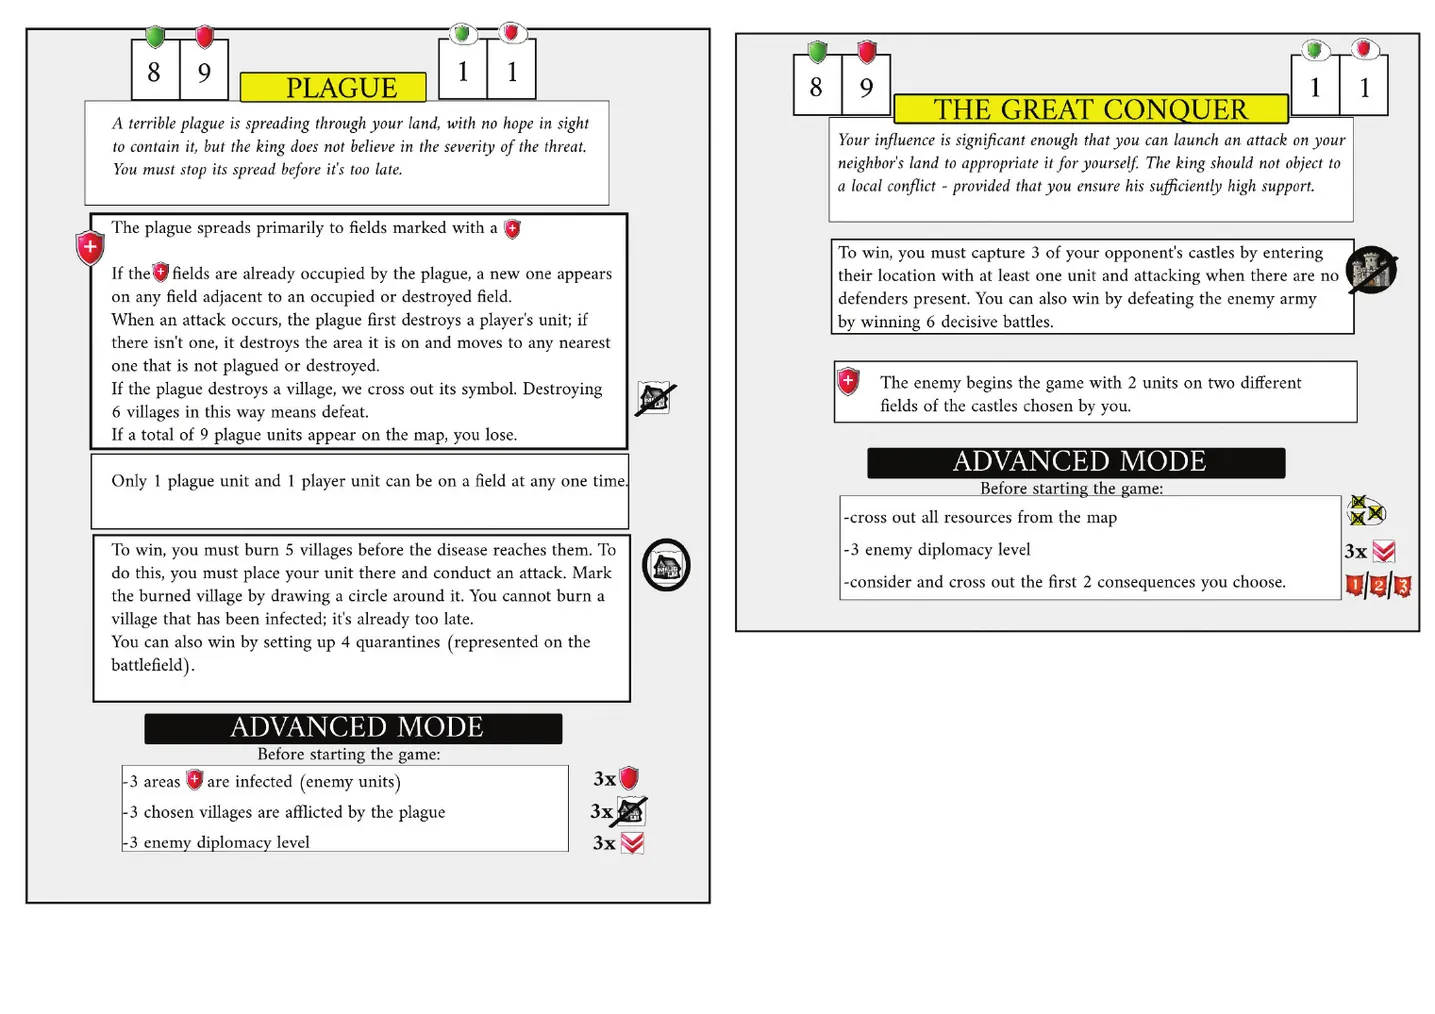 8 9
1 1
PLAGUE
A terrible plague is spreading through your land, with no hope in sight
to contain it, but the king does not believe in the severity of the threat.
You must stop its spread before it's too late.
The plague spreads primarily to fields marked with a
If the fields are already occupied by the plague, a new one appears
on any field adjacent to an occupied or destroyed field.
When an attack occurs, the plague first destroys a player's unit; if
there isn't one, it destroys the area it is on and moves to any nearest
one that is not plagued or destroyed.
If the plague destroys a village, we cross out its symbol. Destroying
6 villages in this way means defeat.
If a total of 9 plague units appear on the map, you lose.
Only 1 plague unit and 1 player unit can be on a field at any one time.
To win, you must burn 5 villages before the disease reaches them. To
do this, you must place your unit there and conduct an attack. Mark
the burned village by drawing a circle around it. You cannot burn a
village that has been infected; it's already too late.
You can also win by setting up 4 quarantines (represented on the
battlefield).
ADVANCED MODE
Before starting the game:
-3 areas are infected (enemy units)
3x
-3 chosen villages are afflicted by the plague
3x
-3 enemy diplomacy level
3x
8 9
1 1
THE GREAT CONQUER
Your influence is significant enough that you can launch an attack on your
neighbor's land to appropriate it for yourself. The king should not object to
a local conflict - provided that you ensure his sufficiently high support.
To win, you must capture 3 of your opponent's castles by entering
their location with at least one unit and attacking when there are no
defenders present. You can also win by defeating the enemy army
by winning 6 decisive battles.
The enemy begins the game with 2 units on two different
fields of the castles chosen by you.
ADVANCED MODE
Before starting the game:
-cross out all resources from the map
-3 enemy diplomacy level
3x
-consider and cross out the first 2 consequences you choose.
1/2/3